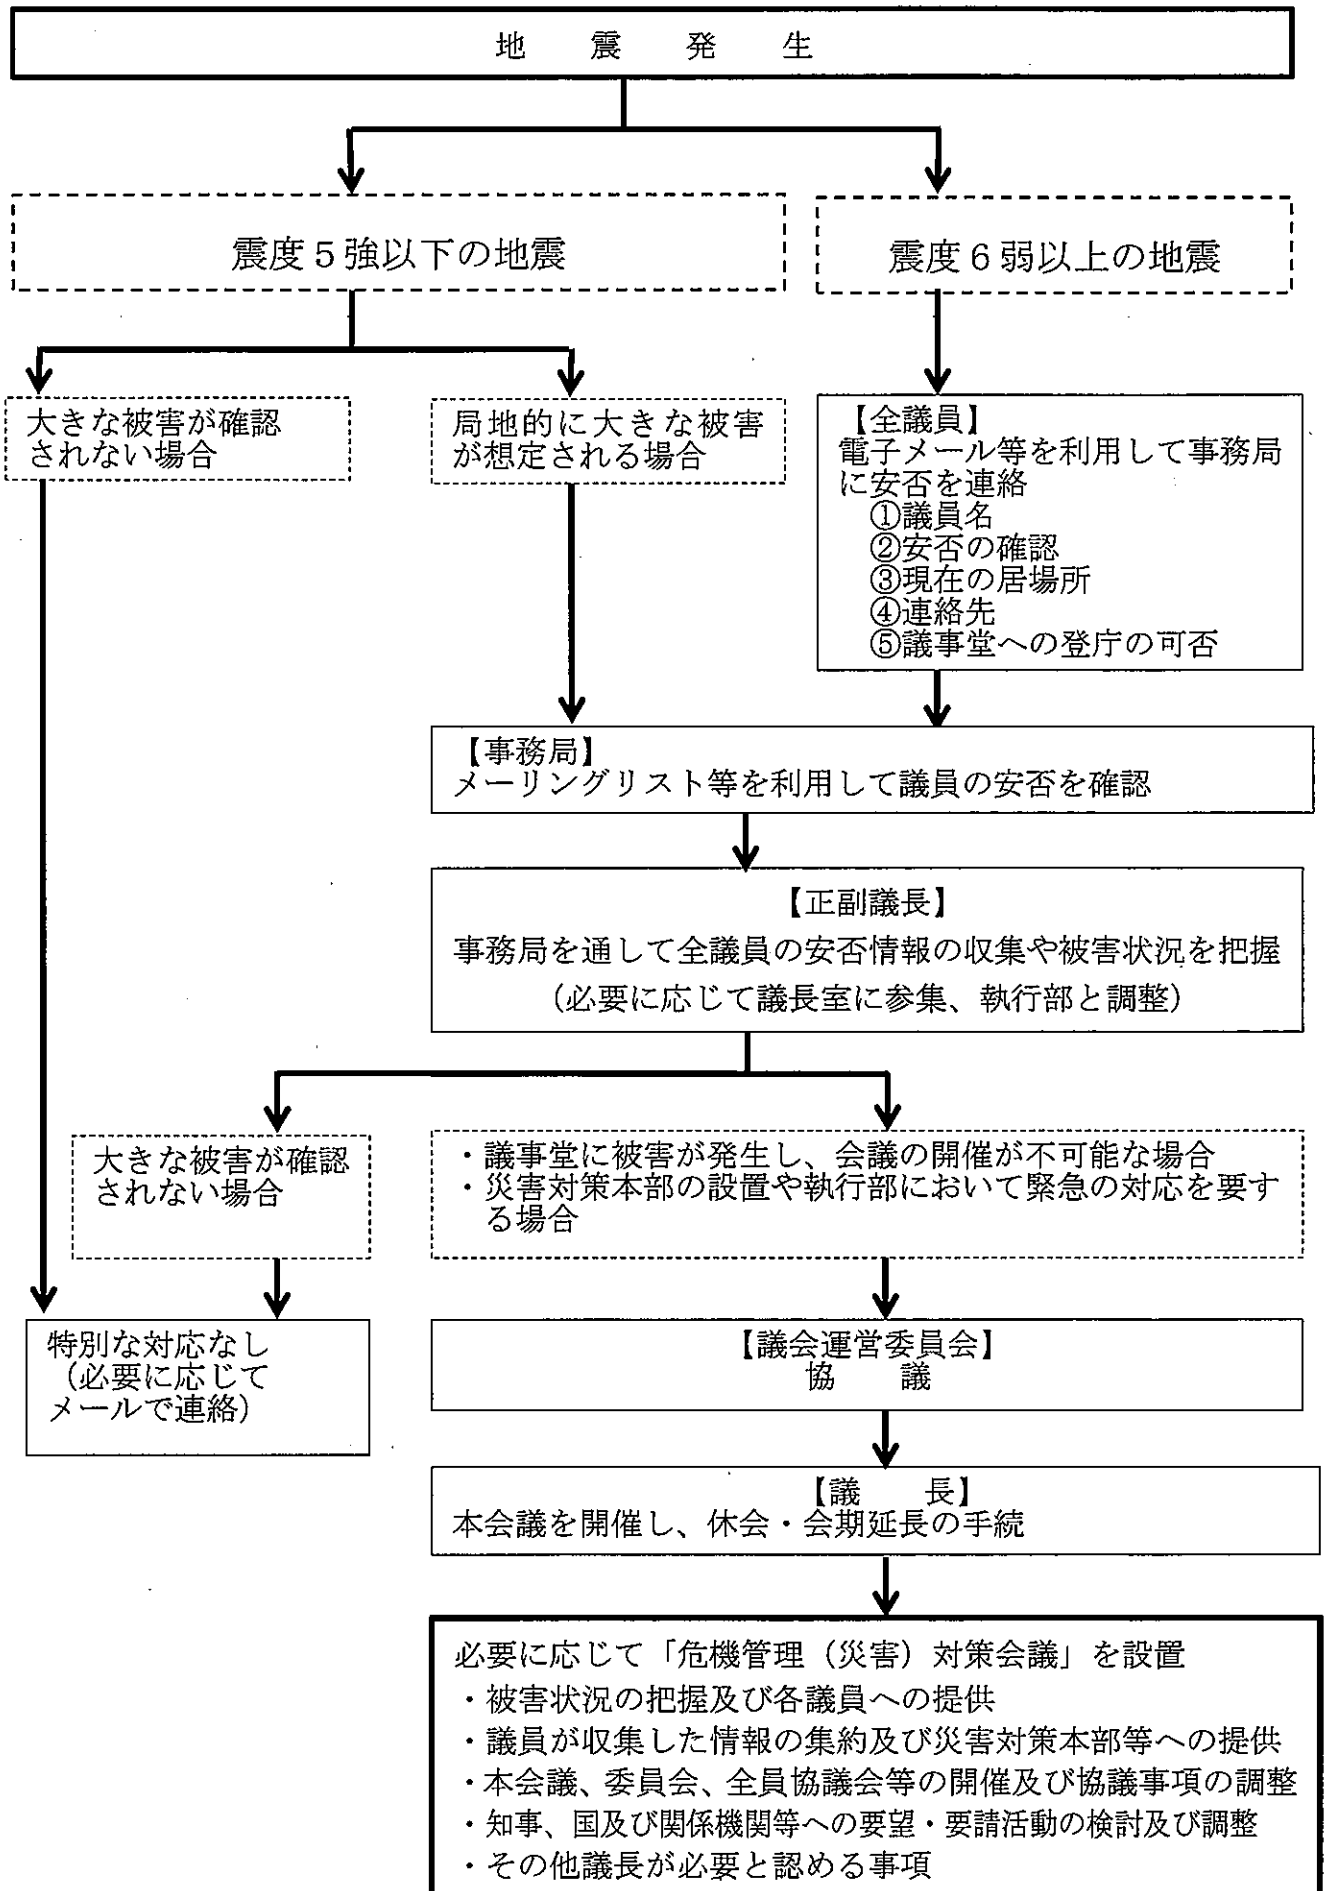 地　震　発　生
震度５強以下の地震
震度６弱以上の地震
大きな被害が確認
されない場合
局地的に大きな被害
が想定される場合
【全議員】
電子メール等を利用して事務局
に安否を連絡
①議員名
②安否の確認
③現在の居場所
④連絡先
⑤議事堂への登庁の可否
【事務局】
メーリングリスト等を利用して議員の安否を確認
【正副議長】
事務局を通して全議員の安否情報の収集や被害状況を把握
（必要に応じて議長室に参集、執行部と調整）
大きな被害が確認
されない場合
・議事堂に被害が発生し、会議の開催が不可能な場合
・災害対策本部の設置や執行部において緊急の対応を要す
る場合
特別な対応なし
（必要に応じて
メールで連絡）
【議会運営委員会】
協　　議
【議　　長】
本会議を開催し、休会・会期延長の手続
必要に応じて「危機管理（災害）対策会議」を設置
・被害状況の把握及び各議員への提供
・議員が収集した情報の集約及び災害対策本部等への提供
・本会議、委員会、全員協議会等の開催及び協議事項の調整
・知事、国及び関係機関等への要望・要請活動の検討及び調整
・その他議長が必要と認める事項